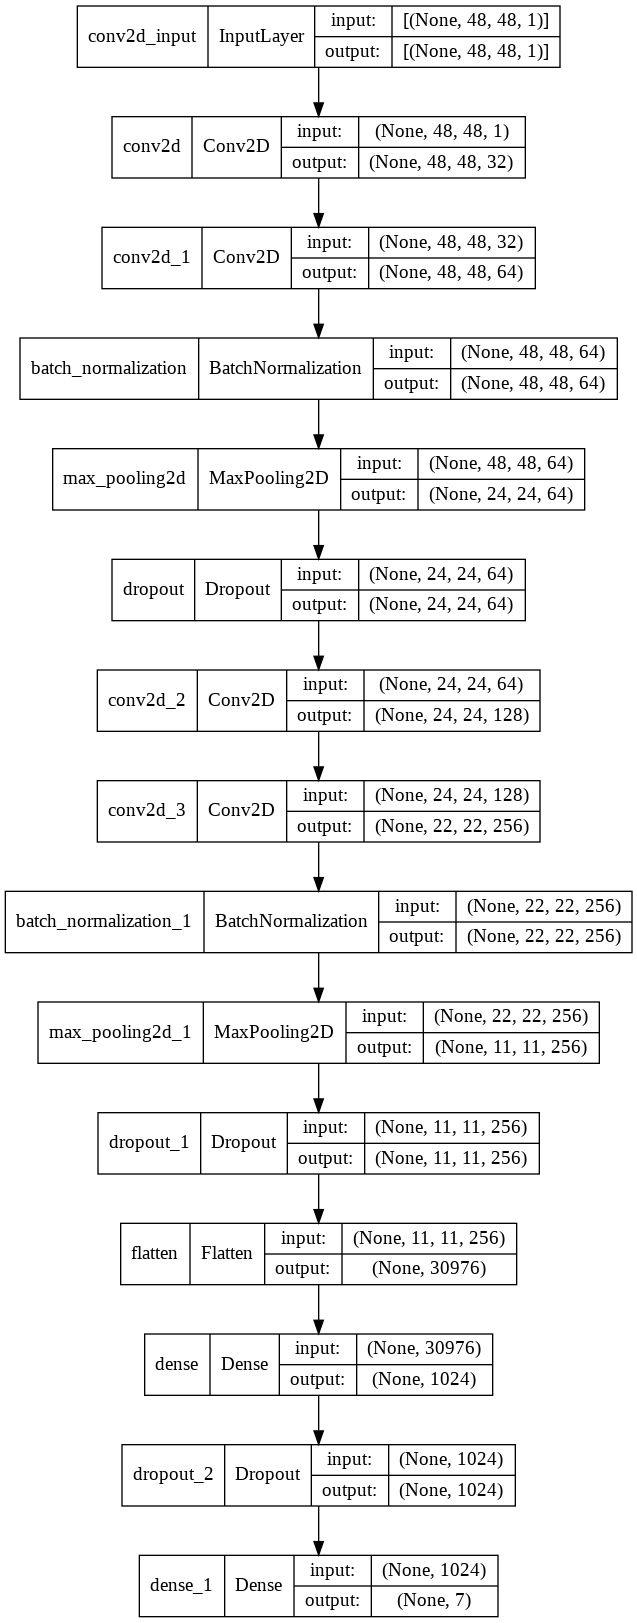 conv2d_input InputLayer input: [(None, 48, 48, 1)]
output: [(None, 48, 48, 1)]
conv2d Conv2D input: (None, 48, 48, 1)
output: (None, 48, 48, 32)
conv2d_1 Conv2D input: (None, 48, 48, 32)
output: (None, 48, 48, 64)
batch_normalization BatchNormalization input: (None, 48, 48, 64)
output: (None, 48, 48, 64)
max_pooling2d MaxPooling2D input: (None, 48, 48, 64)
output: (None, 24, 24, 64)
dropout Dropout input: (None, 24, 24, 64)
output: (None, 24, 24, 64)
conv2d_2 Conv2D input: (None, 24, 24, 64)
output: (None, 24, 24, 128)
conv2d_3 Conv2D input: (None, 24, 24, 128)
output: (None, 22, 22, 256)
batch_normalization_1 BatchNormalization input: (None, 22, 22, 256)
output: (None, 22, 22, 256)
max_pooling2d_1 MaxPooling2D input: (None, 22, 22, 256)
output: (None, 11, 11, 256)
dropout_1 Dropout input: (None, 11, 11, 256)
output: (None, 11, 11, 256)
flatten Flatten input: (None, 11, 11, 256)
output: (None, 30976)
dense Dense input: (None, 30976)
output: (None, 1024)
dropout_2 Dropout input: (None, 1024)
output: (None, 1024)
dense_1 Dense input: (None, 1024)
output: (None, 7)